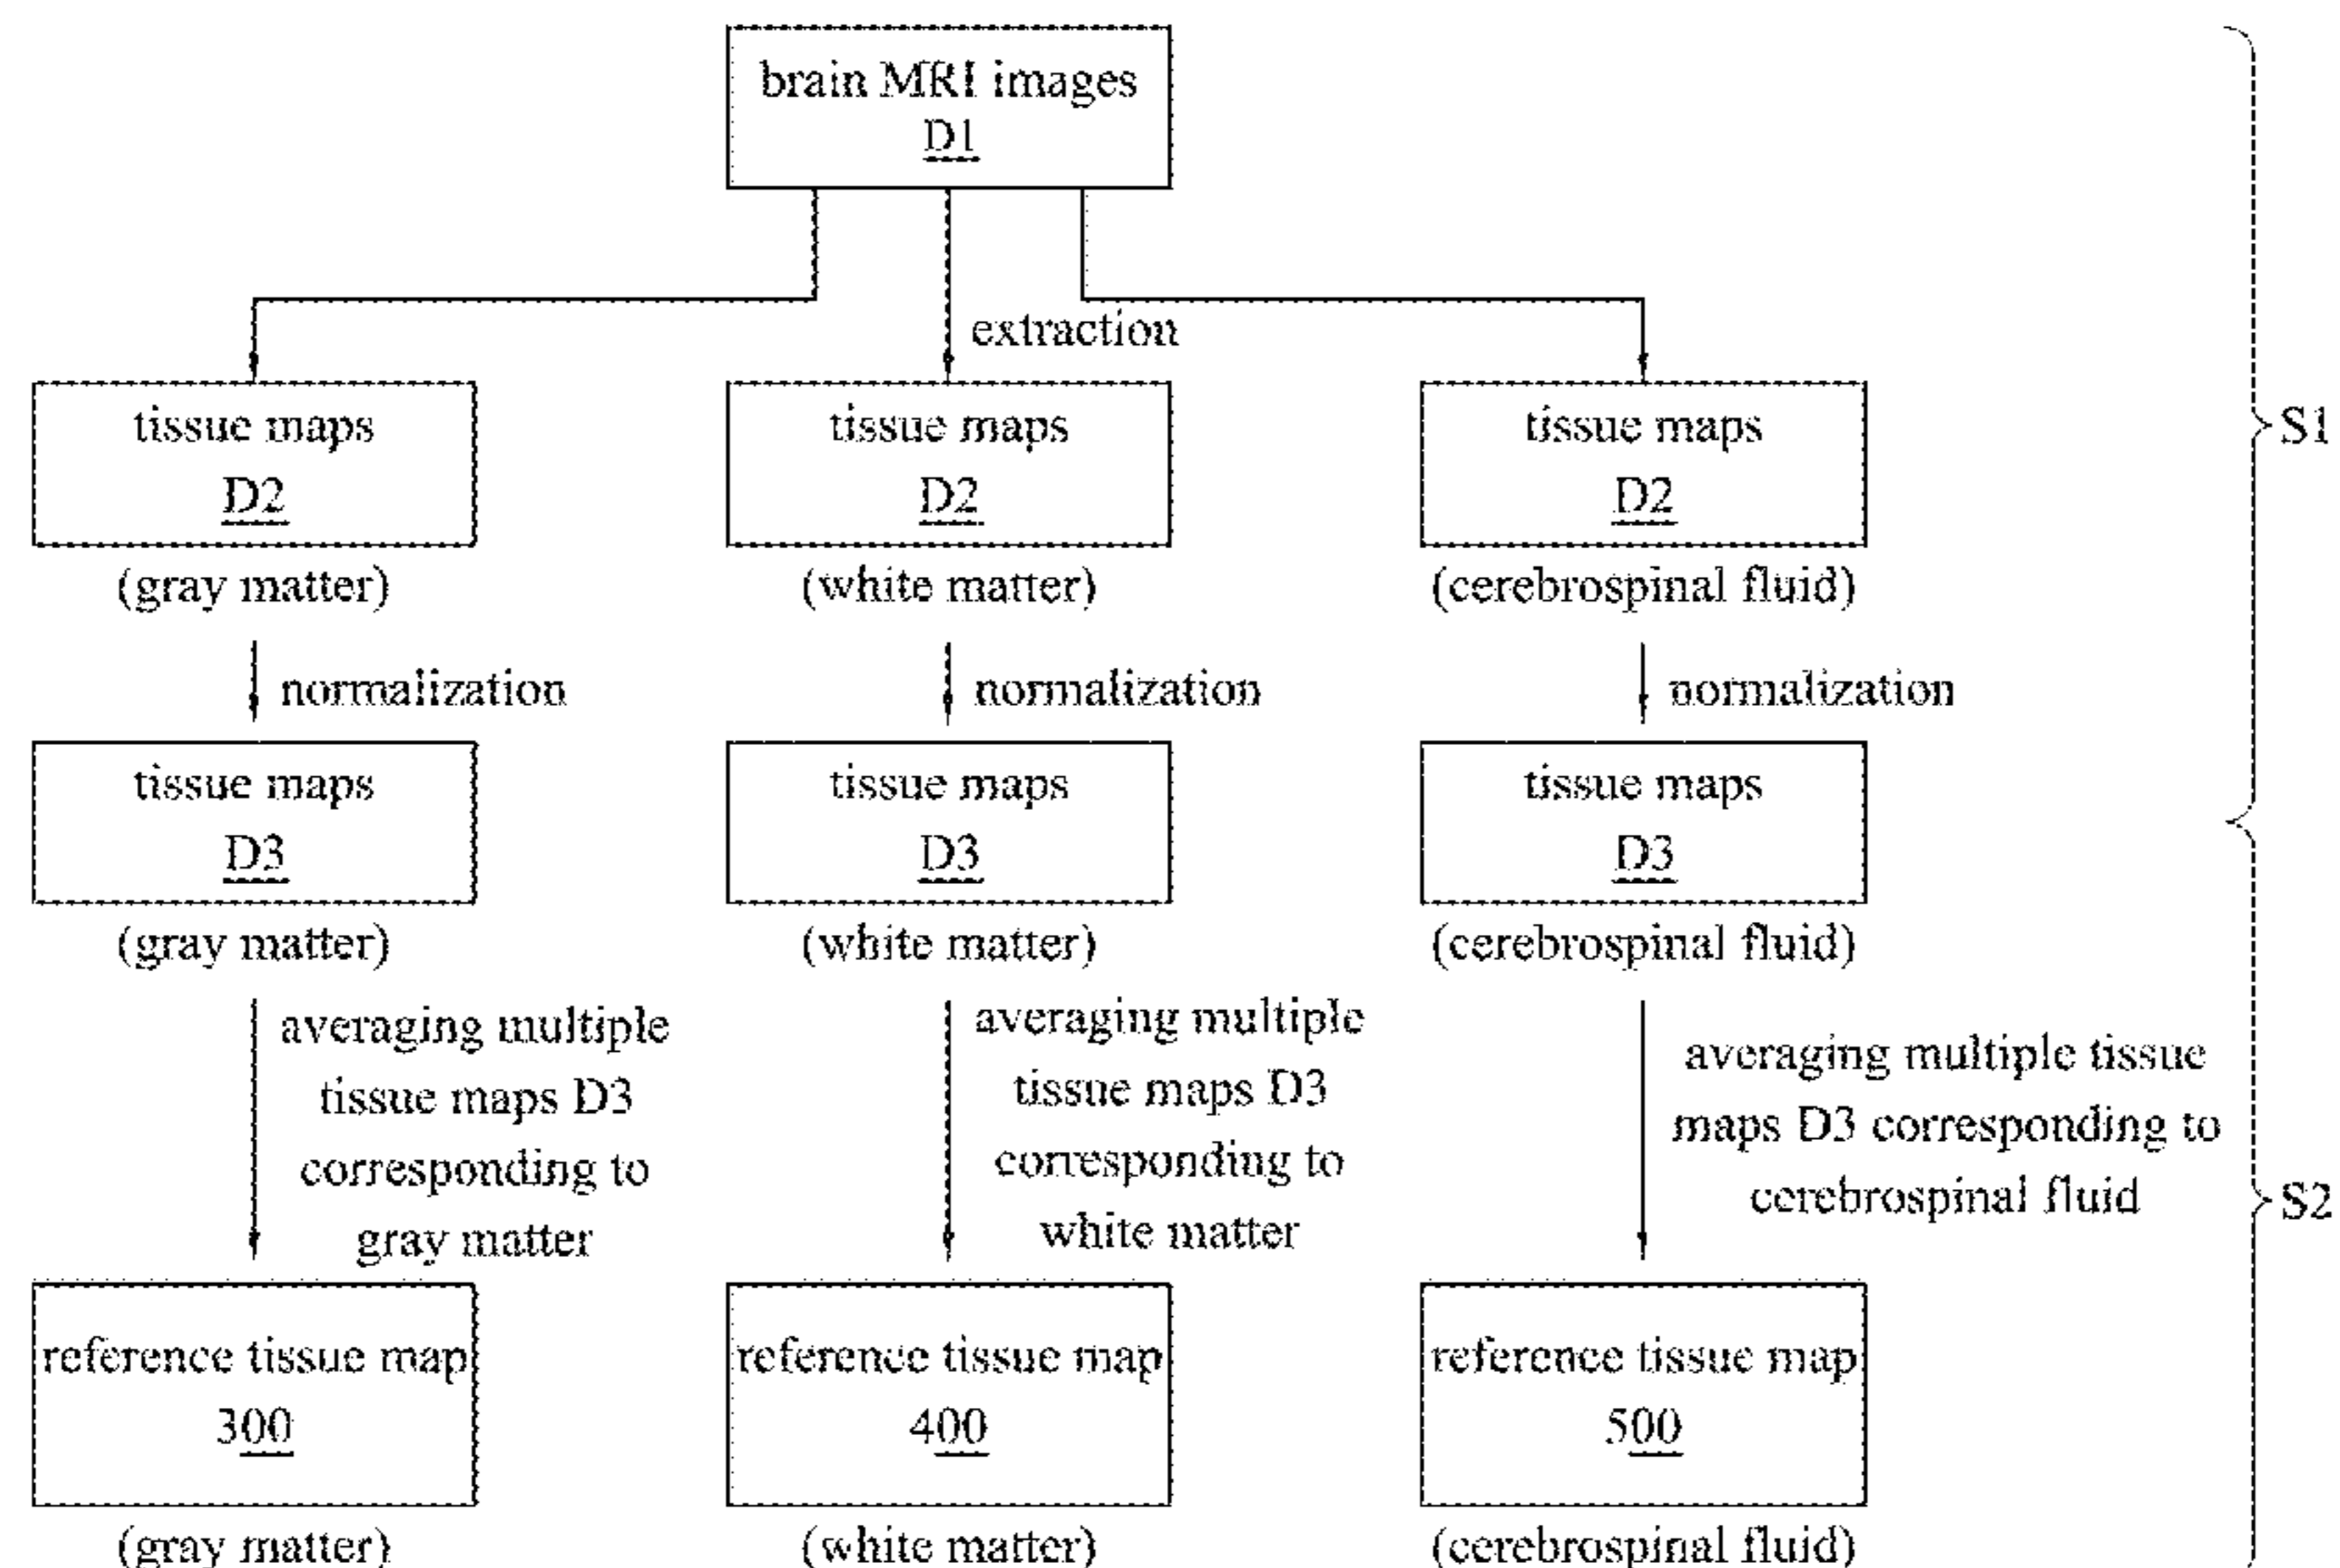 brain MRI images
D1
extraction
tissue maps
D2
(gray matter)
tissue maps
D2
(white matter)
tissue maps
D2
(cerebrospinal fluid)
S1
normalization
normalization
normalization
tissue maps
D3
(gray matter)
tissue maps
D3
(white matter)
tissue maps
D3
(cerebrospinal fluid)
averaging multiple
tissue maps D3
corresponding to
gray matter
averaging multiple
tissue maps D3
corresponding to
white matter
averaging multiple tissue
maps D3 corresponding to
cerebrospinal fluid
S2
reference tissue map
300
(gray matter)
reference tissue map
400
(white matter)
reference tissue map
500
(cerebrospinal fluid)